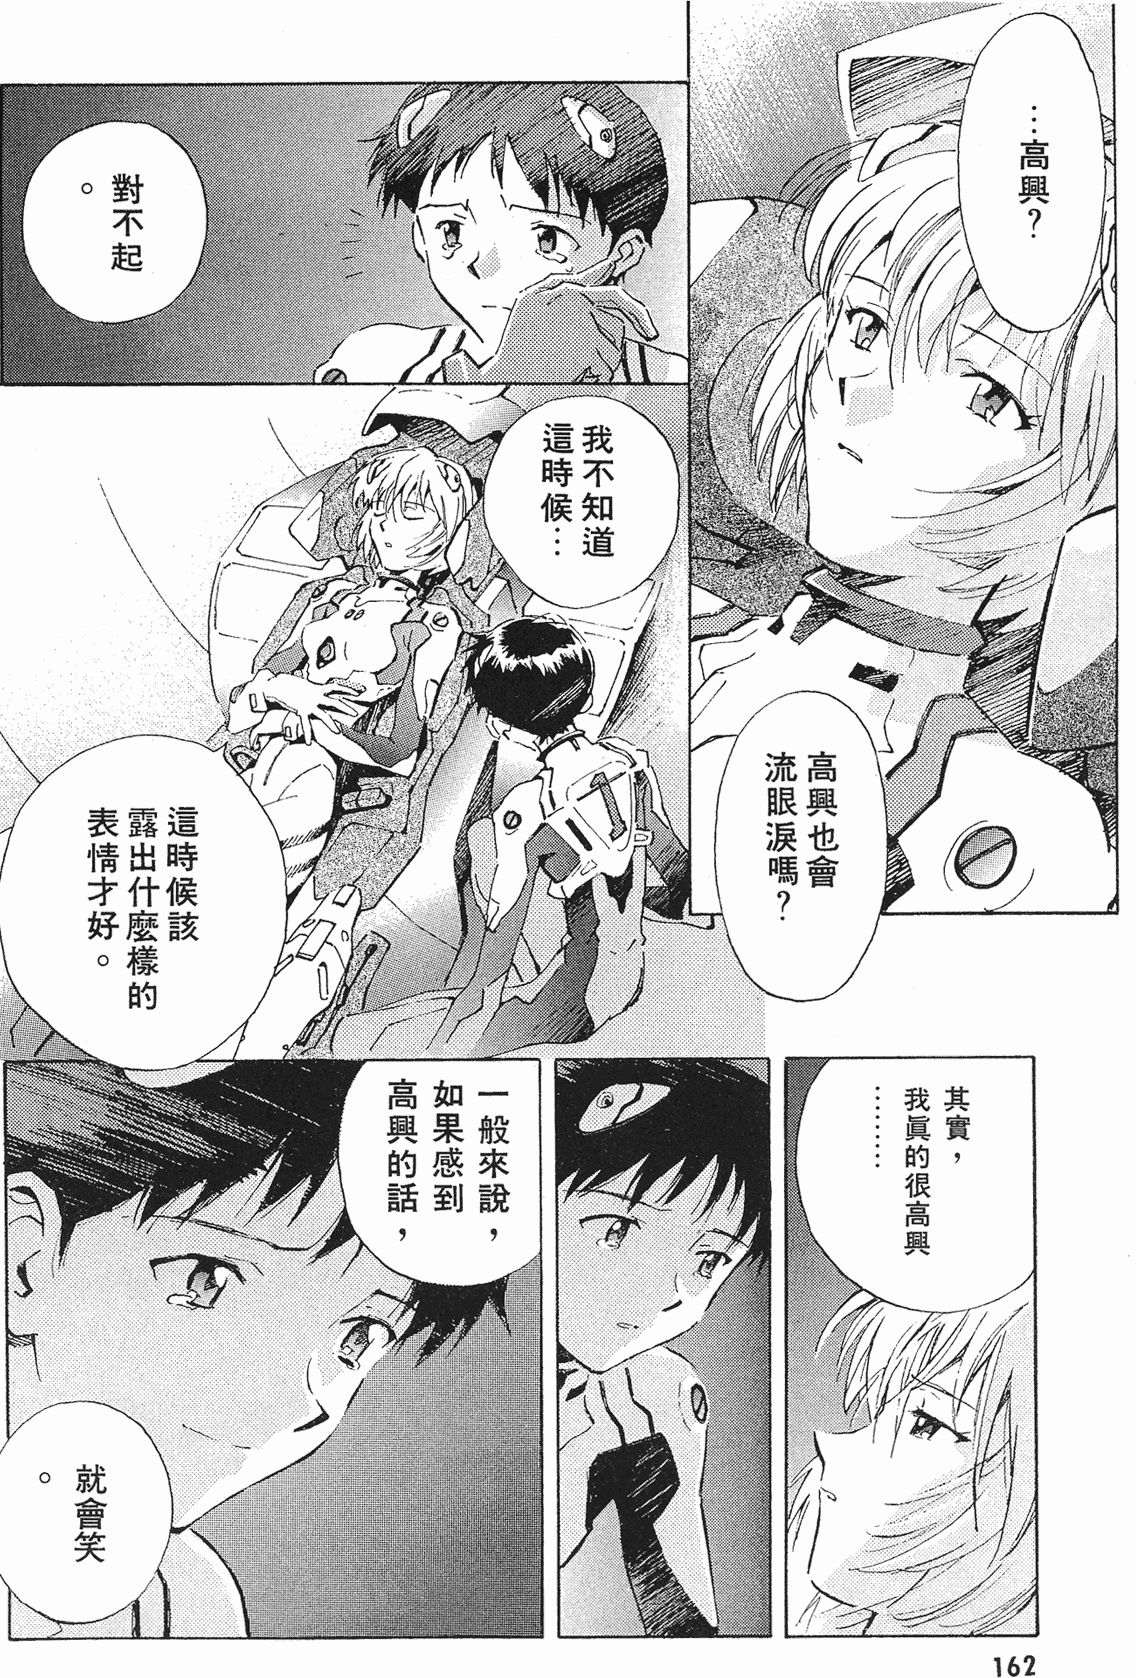 …高興？
高興也會
流眼淚嗎？
對不起
。
我不知道
這時候…
這時候該
露出什麼樣的
表情才好。
其實，
我眞的很高興
………
一般來說，
如果感到
高興的話，
就會笑
。
162